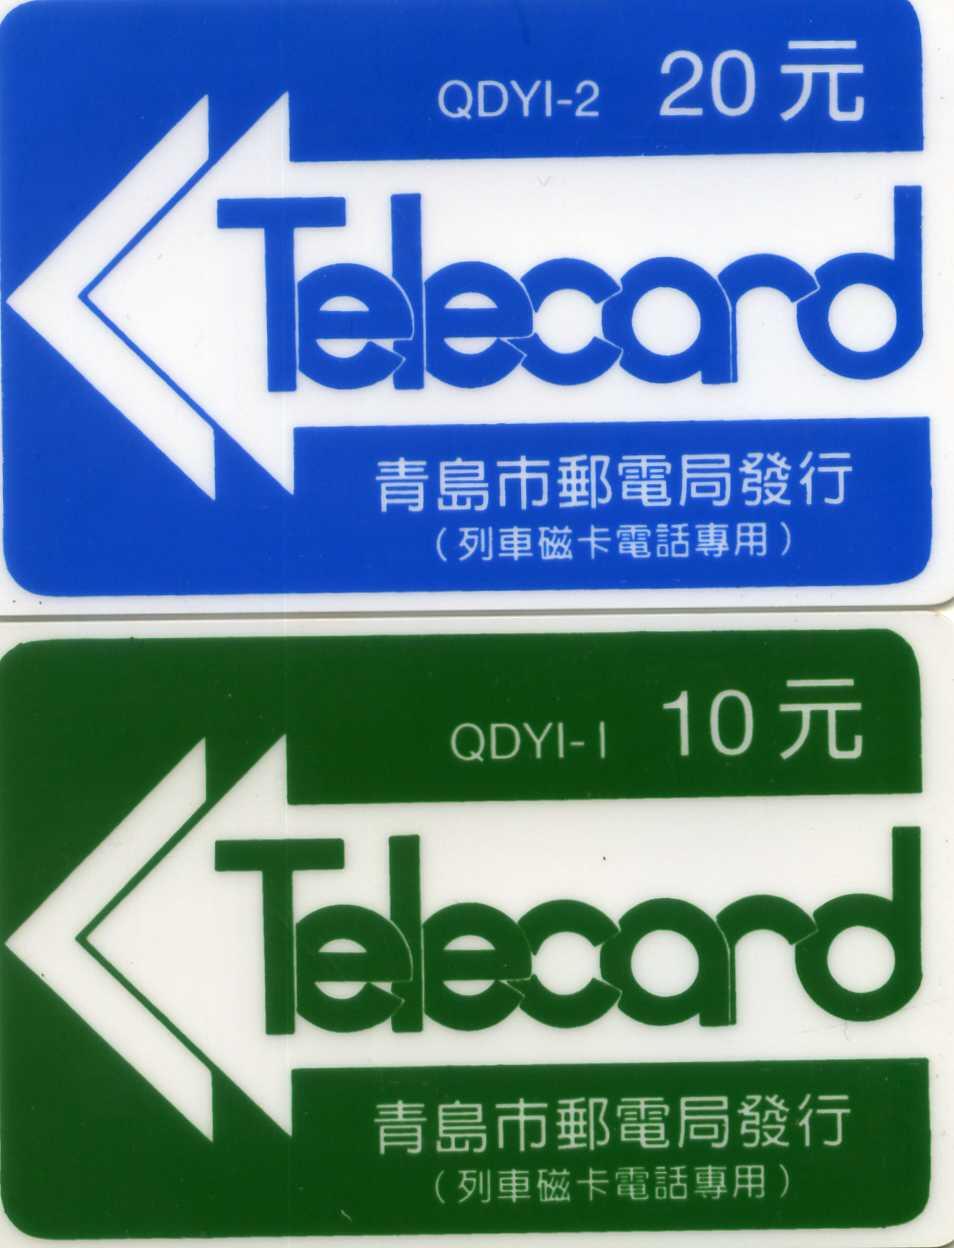 QDYI-2 20元
Telecard
青島市郵電局發行
（列車磁卡電話專用）
QDYI-1 10元
Telecard
青島市郵電局發行
（列車磁卡電話專用）